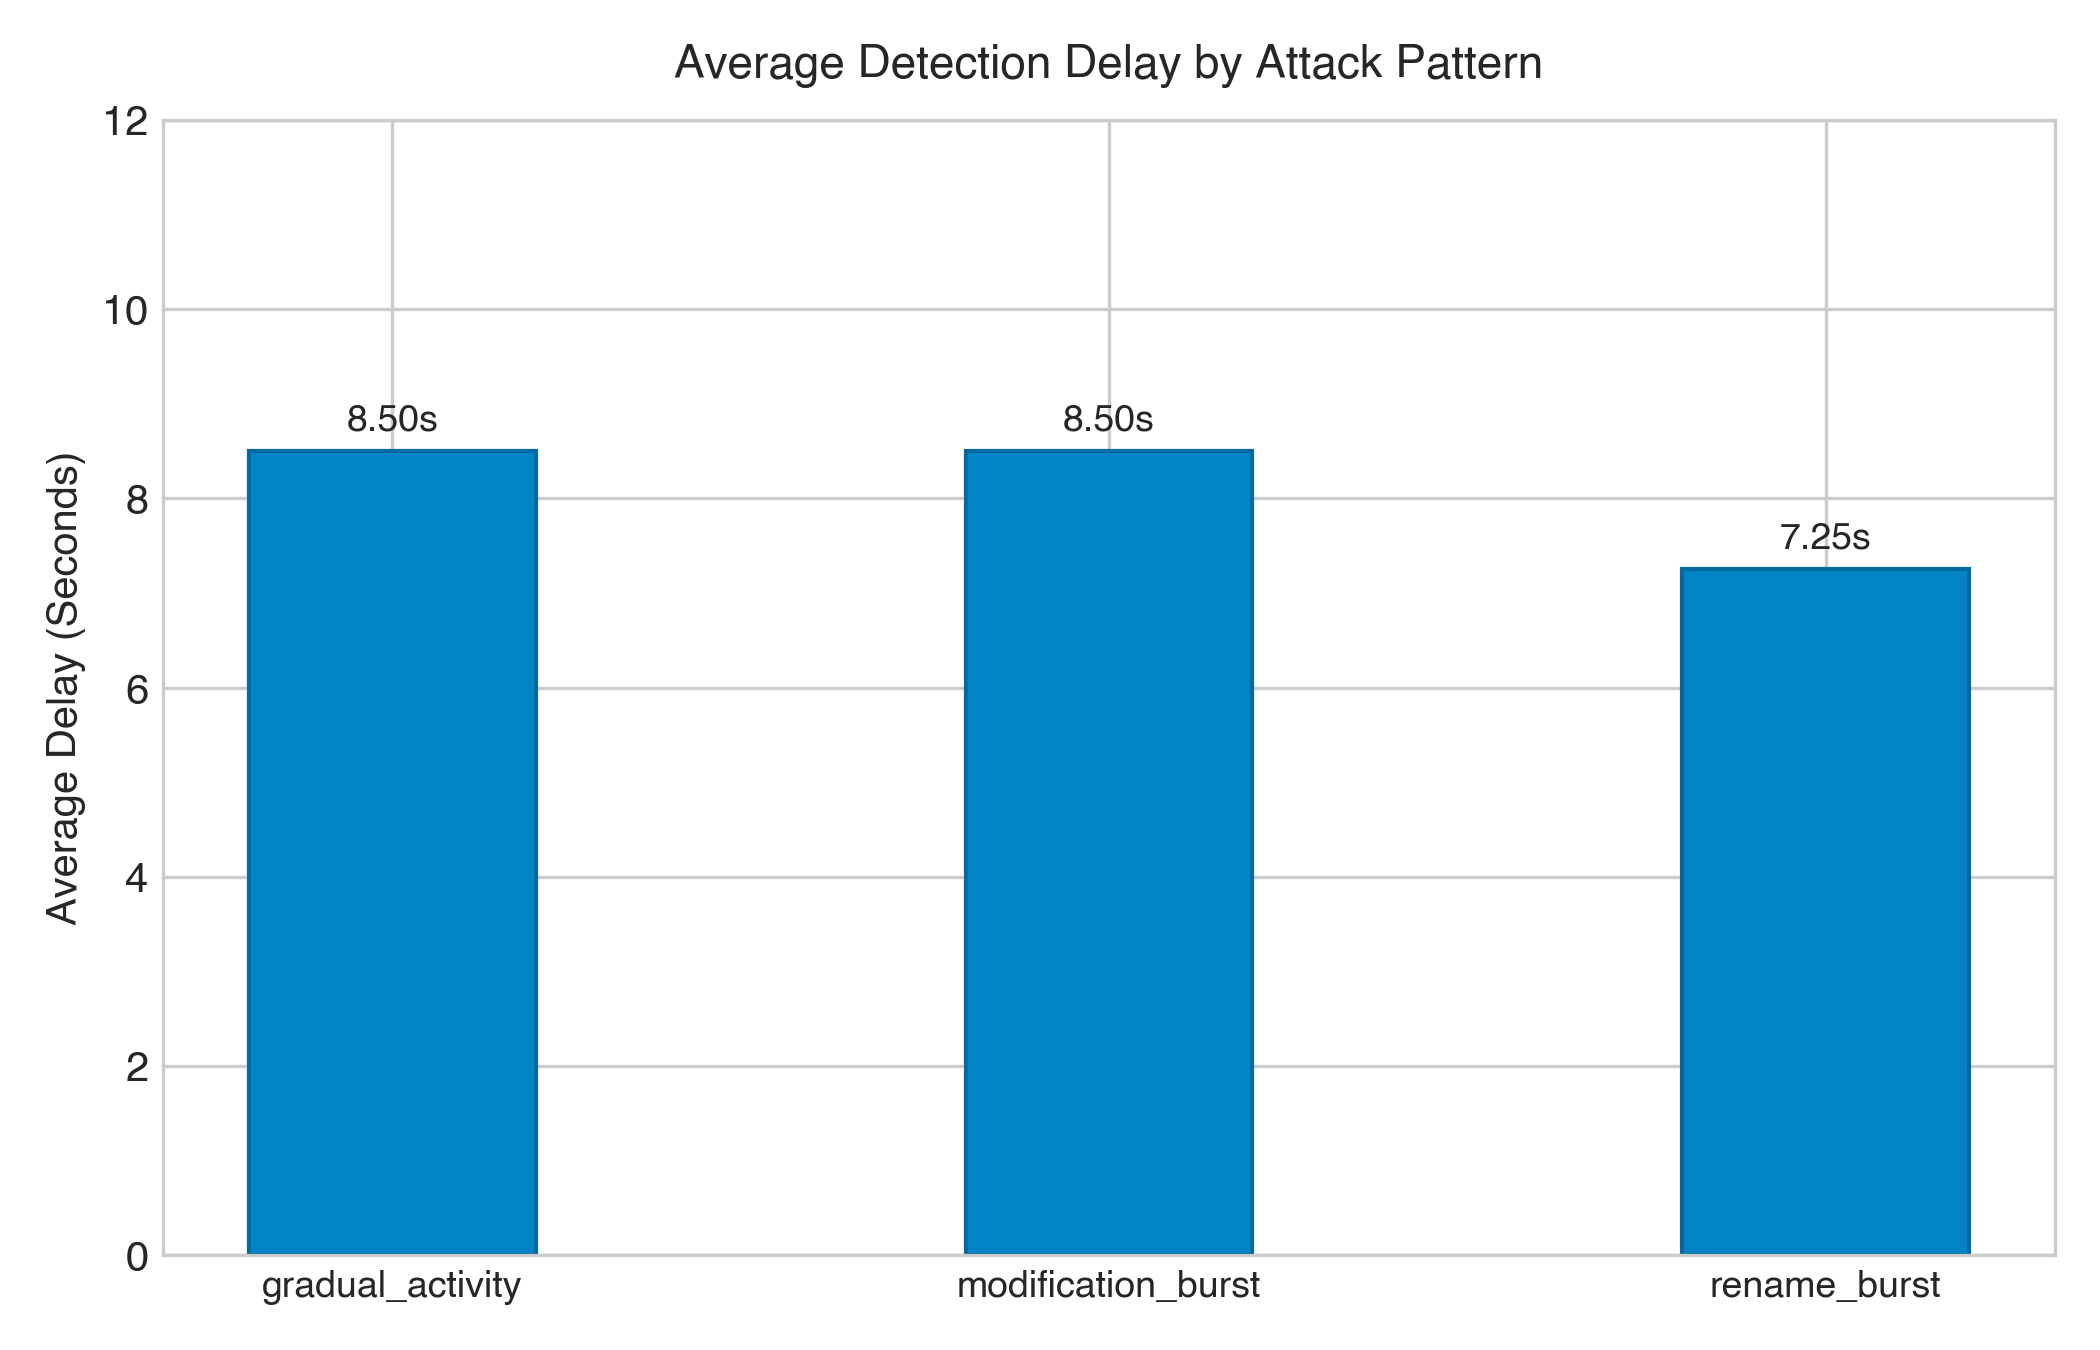 Average Detection Delay by Attack Pattern
12
10
8
6
4
2
0
Average Delay (Seconds)
8.50s
8.50s
7.25s
gradual_activity
modification_burst
rename_burst